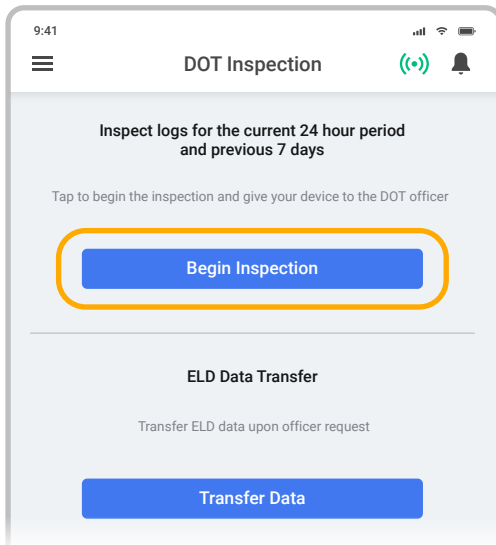 9:41
DOT Inspection
Inspect logs for the current 24 hour period
and previous 7 days
Tap to begin the inspection and give your device to the DOT officer
Begin Inspection
ELD Data Transfer
Transfer ELD data upon officer request
Transfer Data